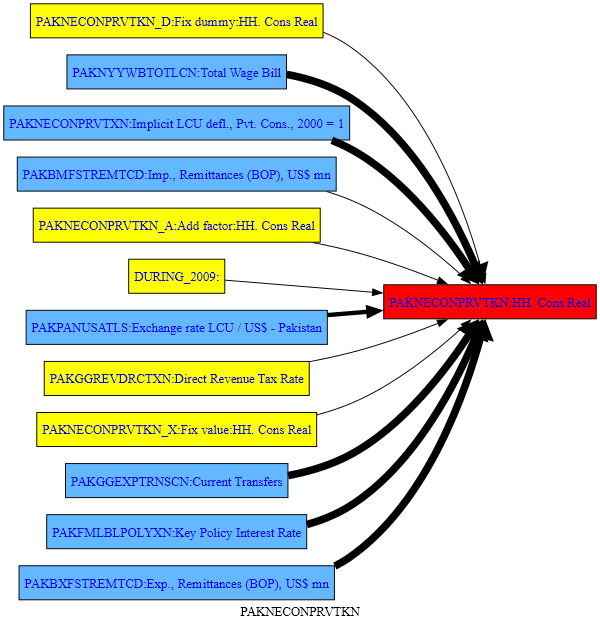 PAKNECONPRVTKN_D:Fix dummy:HH. Cons Real
PAKNYYWBTOTLCN:Total Wage Bill
PAKNECONPRVTXN:Implicit LCU defl., Pvt. Cons., 2000 = 1
PAKBMFSTREMTCD:Imp., Remittances (BOP), US$ mn
PAKNECONPRVTKN_A:Add factor:HH. Cons Real
DURING_2009:
PAKNECONPRVTKN:HH. Cons Real
PAKPANUSATLS:Exchange rate LCU / US$ - Pakistan
PAKGGREVDRCTXN:Direct Revenue Tax Rate
PAKNECONPRVTKN_X:Fix value:HH. Cons Real
PAKGGEXPTRNSCN:Current Transfers
PAKFMLBLPOLYXN:Key Policy Interest Rate
PAKBXFSTREMTCD:Exp., Remittances (BOP), US$ mn
PAKNECONPRVTKN